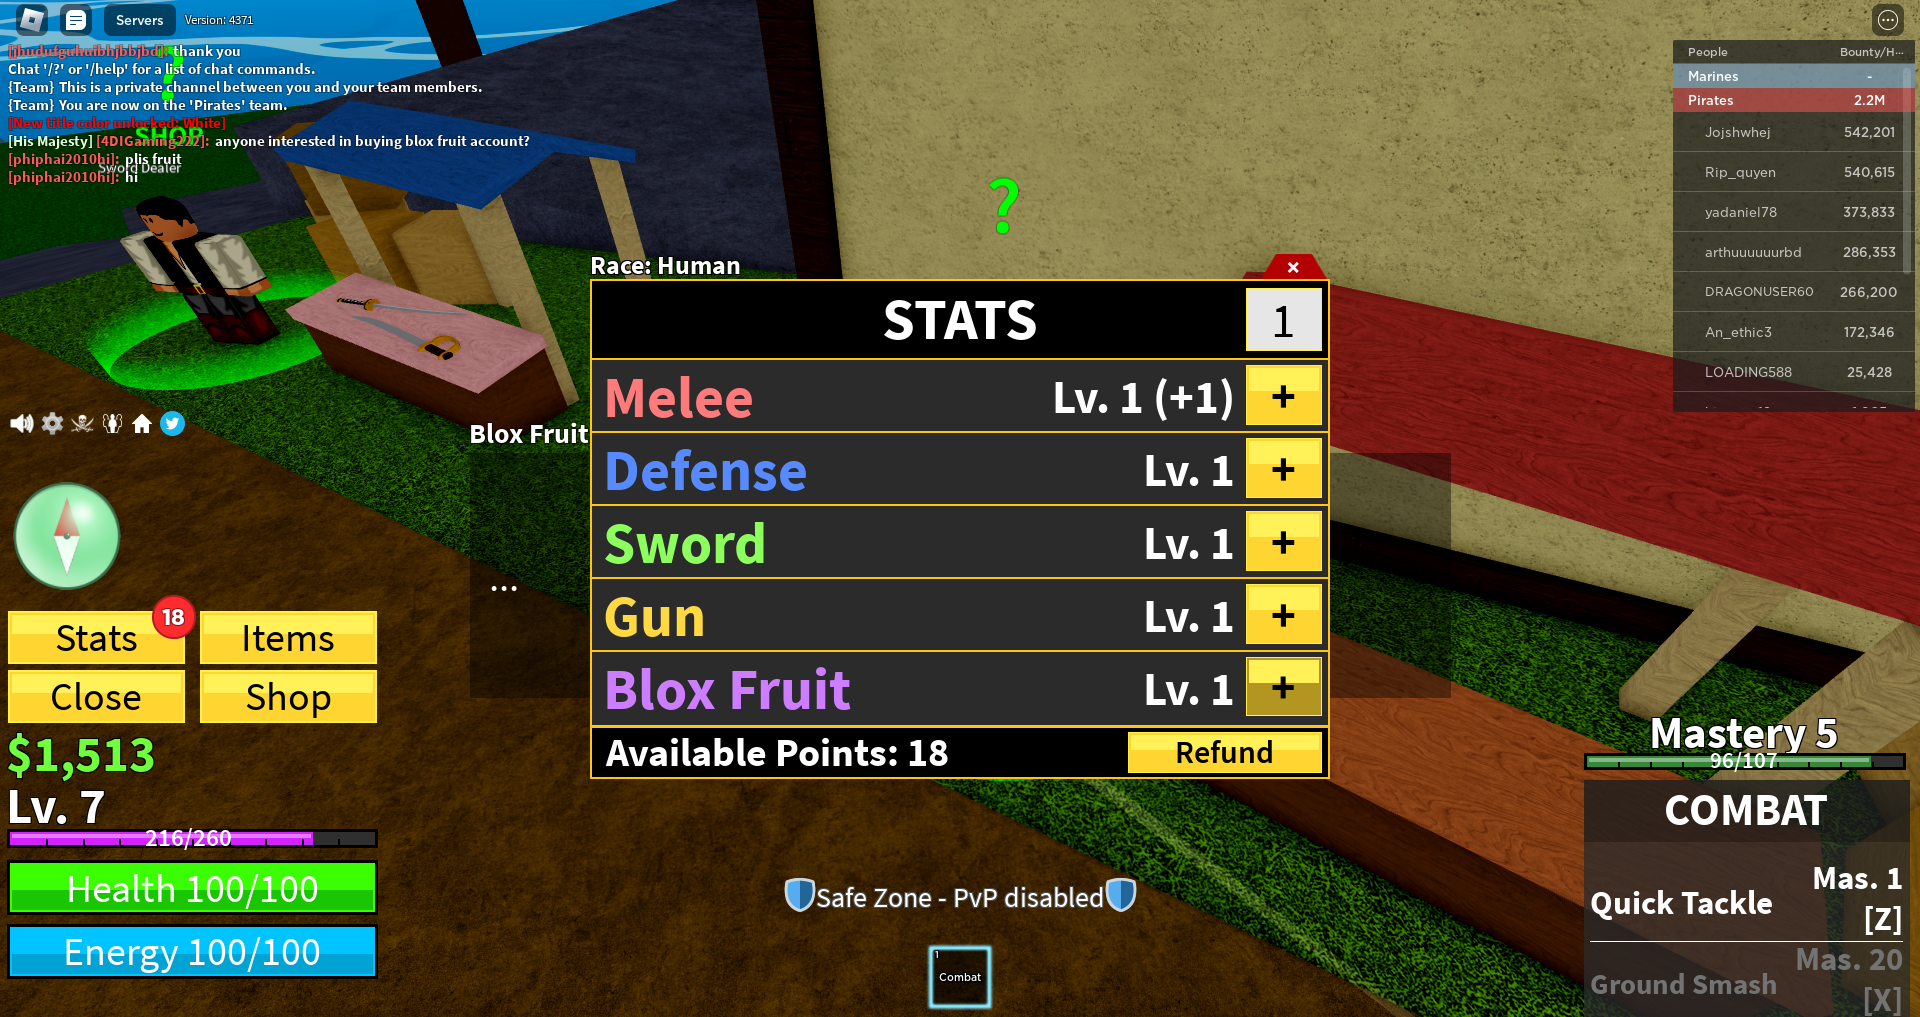 Servers
Version: 4371
[jhudufguhuibhjbbjbd]: thank you
Chat '/?' or '/help' for a list of chat commands.
{Team} This is a private channel between you and your team members.
{Team} You are now on the 'Pirates' team.
[New title color unlocked: White]
SHOP
[His Majesty] [4DIGaming222]: anyone interested in buying blox fruit account?
[phiphai2010hi]: plis fruit
Sword Dealer
[phiphai2010hi]: hi
?
?
People Bounty/H...
Marines -
Pirates 2.2M
Jojshwhej 542,201
Rip_quyen 540,615
yadaniel78 373,833
arthuuuuuurbd 286,353
DRAGONUSER60 266,200
An_ethic3 172,346
LOADING588 25,428
Race: Human
×
STATS 1
Melee Lv. 1 (+1) +
Defense Lv. 1 +
Sword Lv. 1 +
Gun Lv. 1 +
Blox Fruit Lv. 1 +
Available Points: 18 Refund
Blox Fruit
...
18
Stats Items
Close Shop
$1,513
Lv. 7
216/260
Health 100/100
Energy 100/100
Safe Zone - PvP disabled
1
Combat
Mastery 5
96/107
COMBAT
Mas. 1
Quick Tackle
[Z]
Mas. 20
Ground Smash
[X]